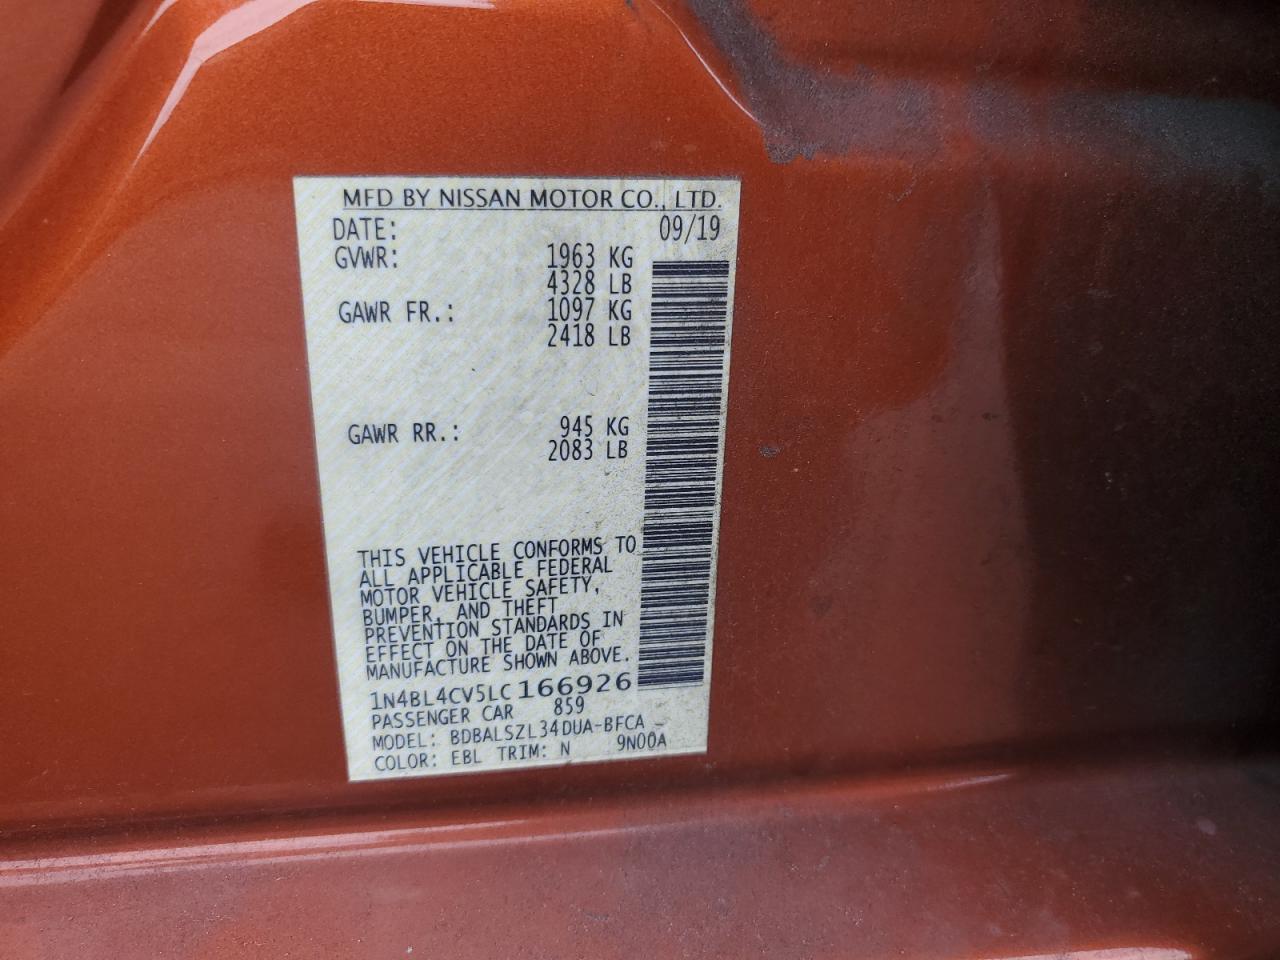 MFD BY NISSAN MOTOR CO., LTD.
DATE: 09/19
GVWR: 1963 KG
4328 LB
GAWR FR.: 1097 KG
2418 LB
GAWR RR.: 945 KG
2083 LB
THIS VEHICLE CONFORMS TO
ALL APPLICABLE FEDERAL
MOTOR VEHICLE SAFETY,
BUMPER, AND THEFT
PREVENTION STANDARDS IN
EFFECT ON THE DATE OF
MANUFACTURE SHOWN ABOVE.
1N4BL4CV5LC166926
PASSENGER CAR 859
MODEL: BDBALSZL34DUA-BFCA -
COLOR: EBL TRIM: N 9N00A